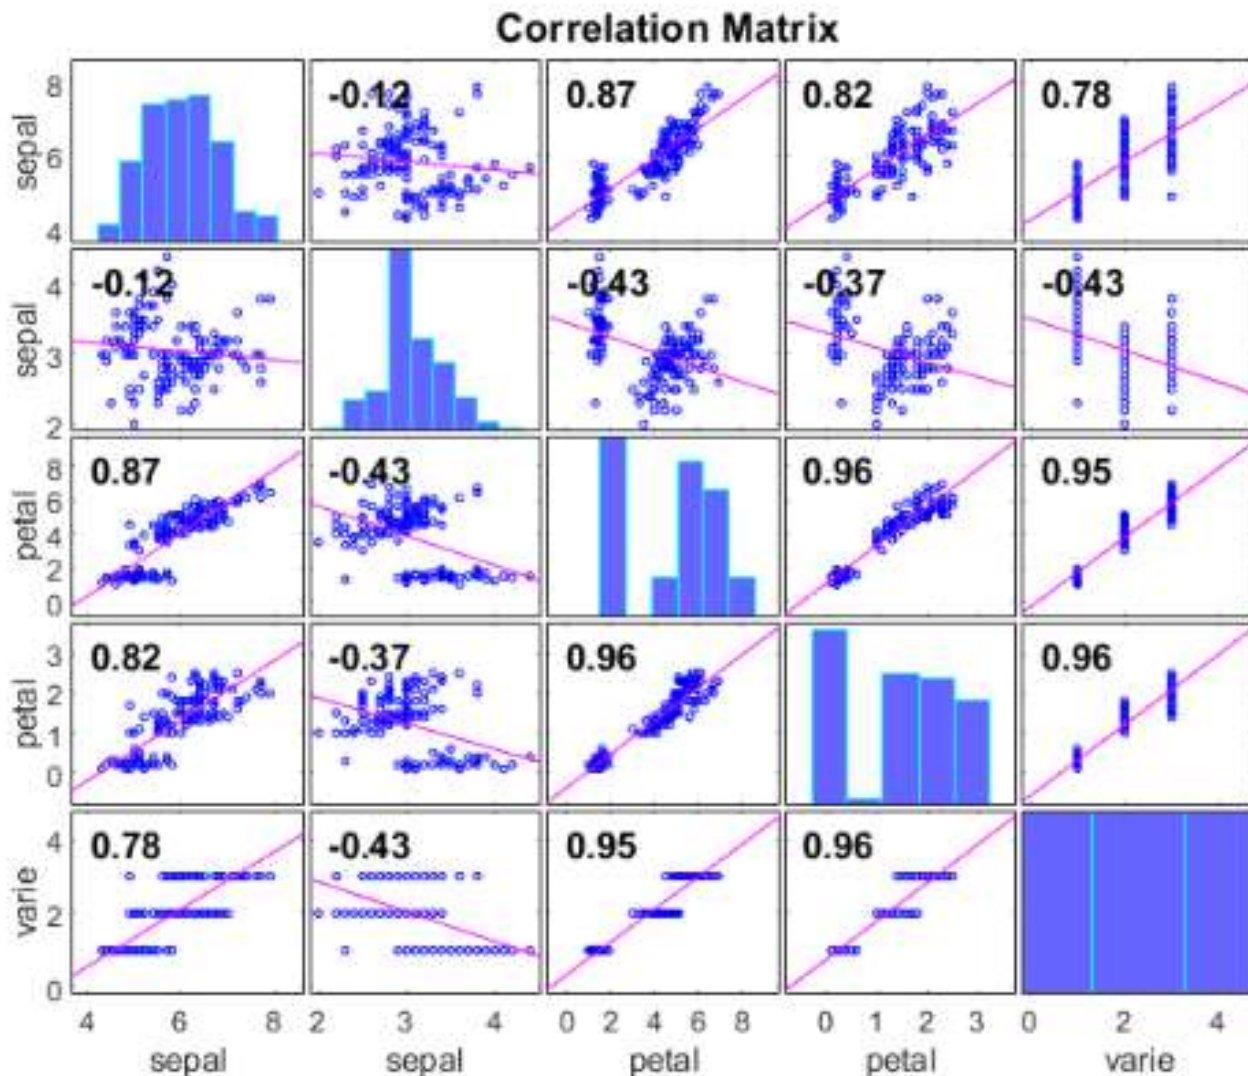 Correlation Matrix
sepal 8 6 4 -0.12 0.87 0.82 0.78
sepal 4 3 2 -0.12 -0.43 -0.37 -0.43
petal 8 6 4 2 0 0.87 -0.43 0.96 0.95
petal 3 2 1 0 0.82 -0.37 0.96 0.96
varie 4 2 0 0.78 -0.43 0.95 0.96
4 6 8 2 3 4 0 2 4 6 8 0 1 2 3 0 2 4
sepal sepal petal petal varie